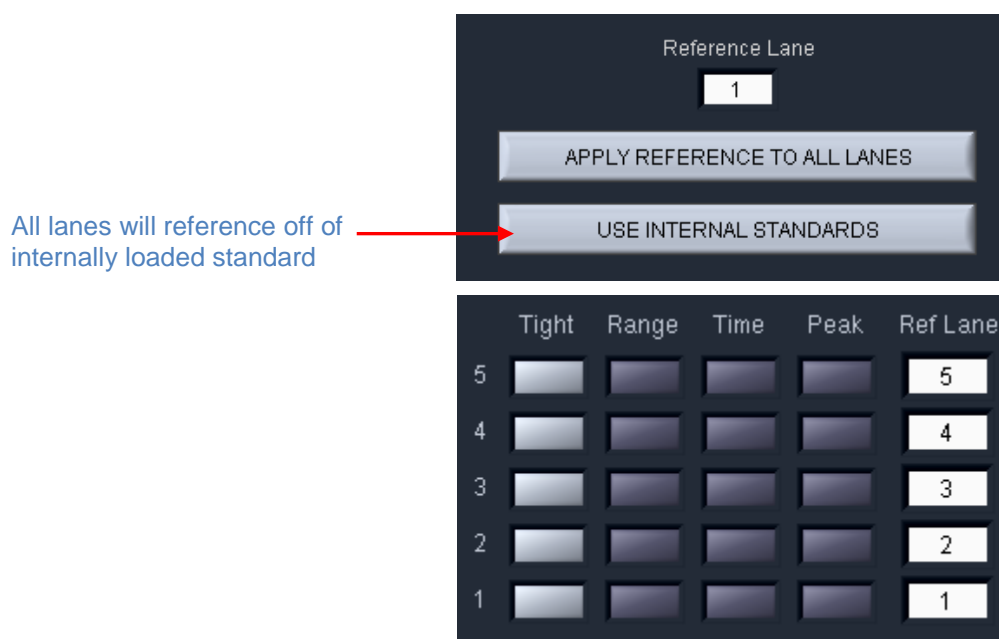 Reference Lane
1
APPLY REFERENCE TO ALL LANES
All lanes will reference off of
internally loaded standard
USE INTERNAL STANDARDS
Tight Range Time Peak Ref Lane
5 5
4 4
3 3
2 2
1 1